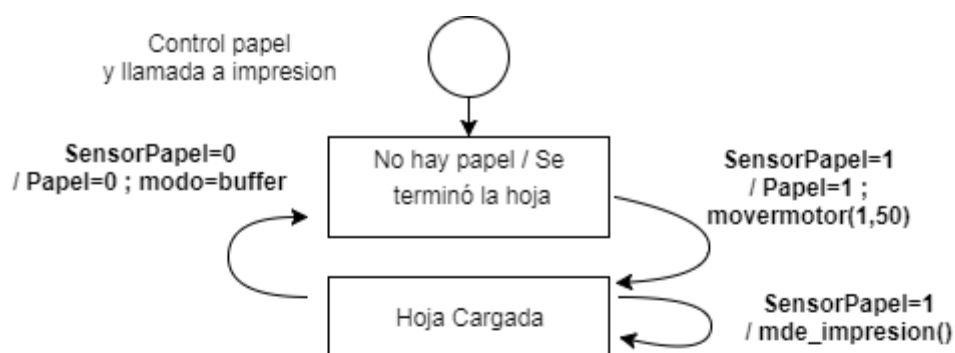 Control papel
y llamada a impresion
SensorPapel=0
/ Papel=0 ; modo=buffer
No hay papel / Se
terminó la hoja
SensorPapel=1
/ Papel=1 ;
movermotor(1,50)
Hoja Cargada
SensorPapel=1
/ mde_impresion()